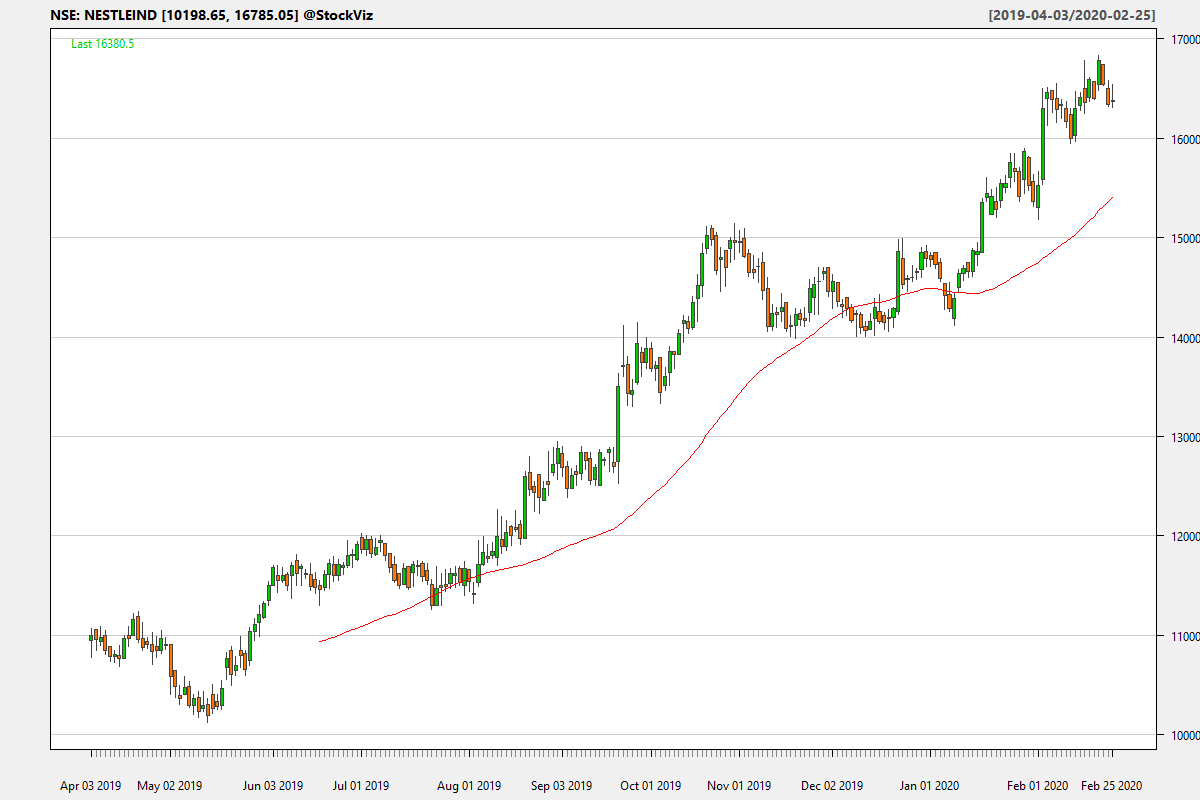 NSE: NESTLEIND [10198.65, 16785.05] @StockViz
[2019-04-03/2020-02-25]
Last 16380.5
17000
16000
15000
14000
13000
12000
11000
10000
Apr 03 2019
May 02 2019
Jun 03 2019
Jul 01 2019
Aug 01 2019
Sep 03 2019
Oct 01 2019
Nov 01 2019
Dec 02 2019
Jan 01 2020
Feb 01 2020
Feb 25 2020